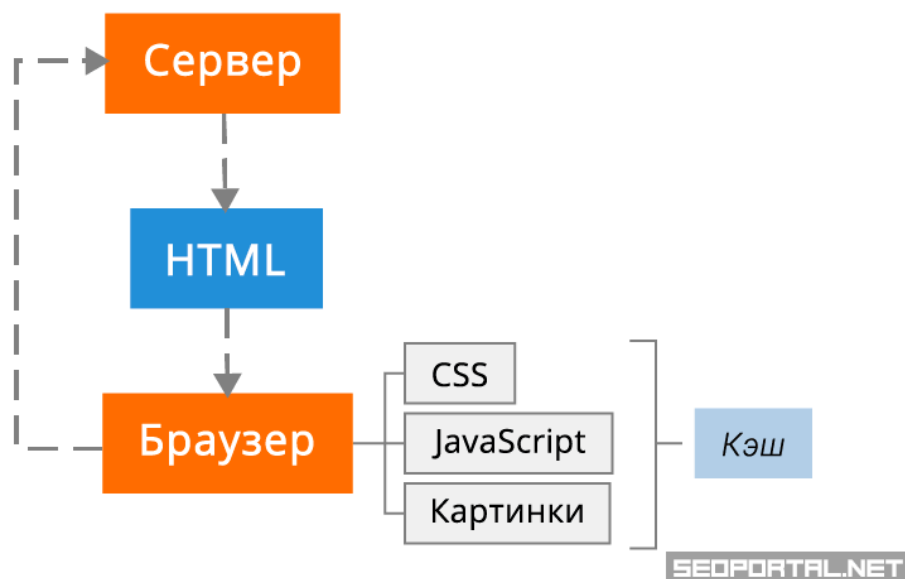 Сервер
HTML
Браузер
CSS
JavaScript
Картинки
Кэш
SEOPORTAL.NET